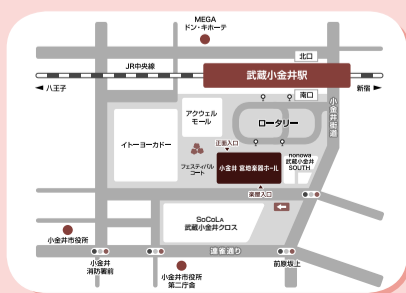 MEGA
ドン・キホーテ
北口
JR中央線
武蔵小金井駅
八王子
新宿
南口
小金井街道
アクウェル
モール
ロータリー
イトーヨーカドー
正面入口
nonowa
武蔵小金井
SOUTH
フェスティバル
コート
小金井 宮地楽器ホール
楽屋入口
SoCoLA
武蔵小金井クロス
小金井市役所
連雀通り
小金井
消防署前
前原坂上
小金井市役所
第二庁舎